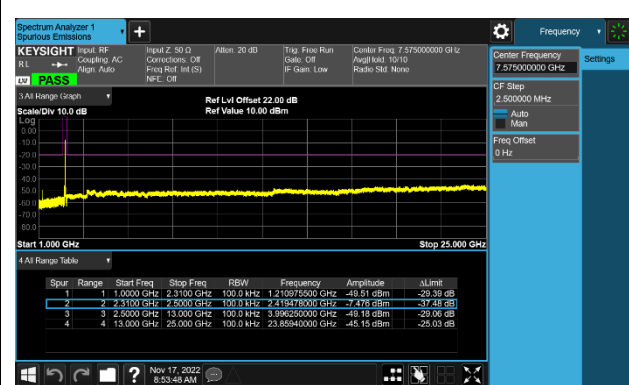 Spectrum Analyzer 1
Spurious Emissions
Frequency
KEYSIGHT
Input: RF
Coupling: AC
Align: Auto
Input Z: 50 Ω
Corrections: Off
Freq Ref: Int (S)
NFE: Off
Atten: 20 dB
Trig: Free Run
Gate: Off
IF Gain: Low
Center Freq: 7.575000000 GHz
Avg|Hold: 10/10
Radio Std: None
RL
LXI
PASS
Center Frequency
7.575000000 GHz
Settings
CF Step
2.500000 MHz
Auto
Man
Freq Offset
0 Hz
3 All Range Graph
Scale/Div 10.0 dB
Ref Lvl Offset 22.00 dB
Ref Value 10.00 dBm
Log
0.00
-10.0
-20.0
-30.0
-40.0
-50.0
-60.0
-70.0
-80.0
Start 1.000 GHz
Stop 25.000 GHz
4 All Range Table
Spur Range Start Freq Stop Freq RBW Frequency Amplitude ΔLimit
1 1 1.0000 GHz 2.3100 GHz 100.0 kHz 1.210975500 GHz -49.51 dBm -29.39 dB
2 2 2.3100 GHz 2.5000 GHz 100.0 kHz 2.419478000 GHz -7.476 dBm -37.48 dB
3 3 2.5000 GHz 13.000 GHz 100.0 kHz 3.996250000 GHz -49.18 dBm -29.06 dB
4 4 13.000 GHz 25.000 GHz 100.0 kHz 23.85940000 GHz -45.15 dBm -25.03 dB
Nov 17, 2022
8:53:48 AM